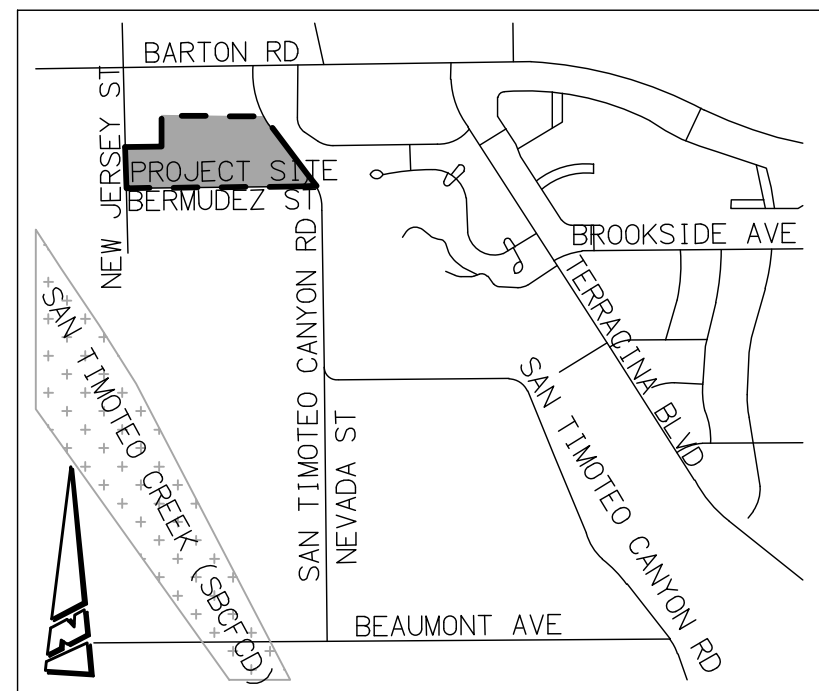 BARTON RD
NEW JERSEY ST
PROJECT SITE
BERMUDEZ ST
BROOKSIDE AVE
SAN TIMOTEO CANYON RD
NEVADA ST
TERRACINA BLVD
SAN TIMOTEO CREEK (SBCFCD)
SAN TIMOTEO CANYON RD
BEAUMONT AVE
N